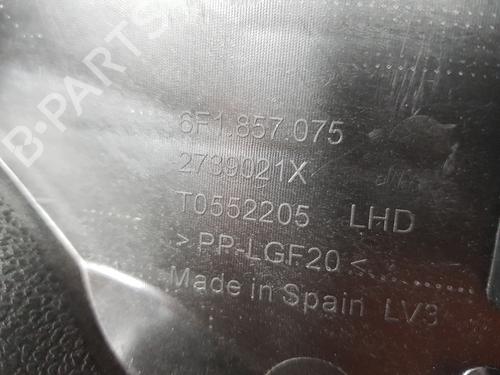 B-PARTS
6F1.857.075
2739021X
T0552205 LHD
> PP-LGF20 <
Made in Spain LV3